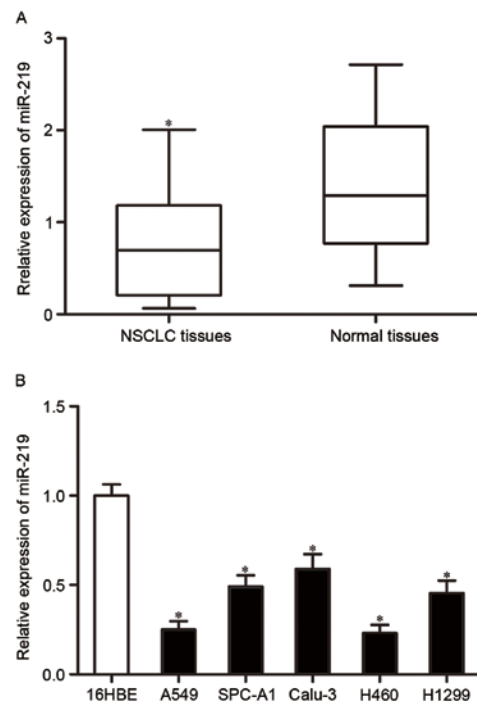 A
Rrelative expression of miR-219
3
2
1
0
*
NSCLC tissues Normal tissues
B
Relative expression of miR-219
1.5
1.0
0.5
0.0
* * * * *
16HBE A549 SPC-A1 Calu-3 H460 H1299